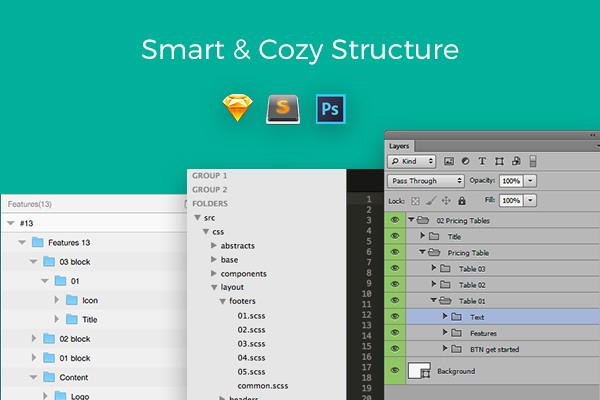 Smart & Cozy Structure
S
Ps
Features(13)
#13
Features 13
03 block
01
Icon
Title
02 block
01 block
Content
Logo
GROUP 1
GROUP 2
FOLDERS
src
css
abstracts
base
components
layout
footers
01.scss
02.scss
03.scss
04.scss
05.scss
common.scss
headers
1
2
3
4
5
6
7
8
9
10
11
12
13
14
15
16
17
18
19
20
Layers
Kind
Pass Through Opacity: 100%
Lock: Fill: 100%
02 Pricing Tables
Title
Pricing Table
Table 03
Table 02
Table 01
Text
Features
BTN get started
Background